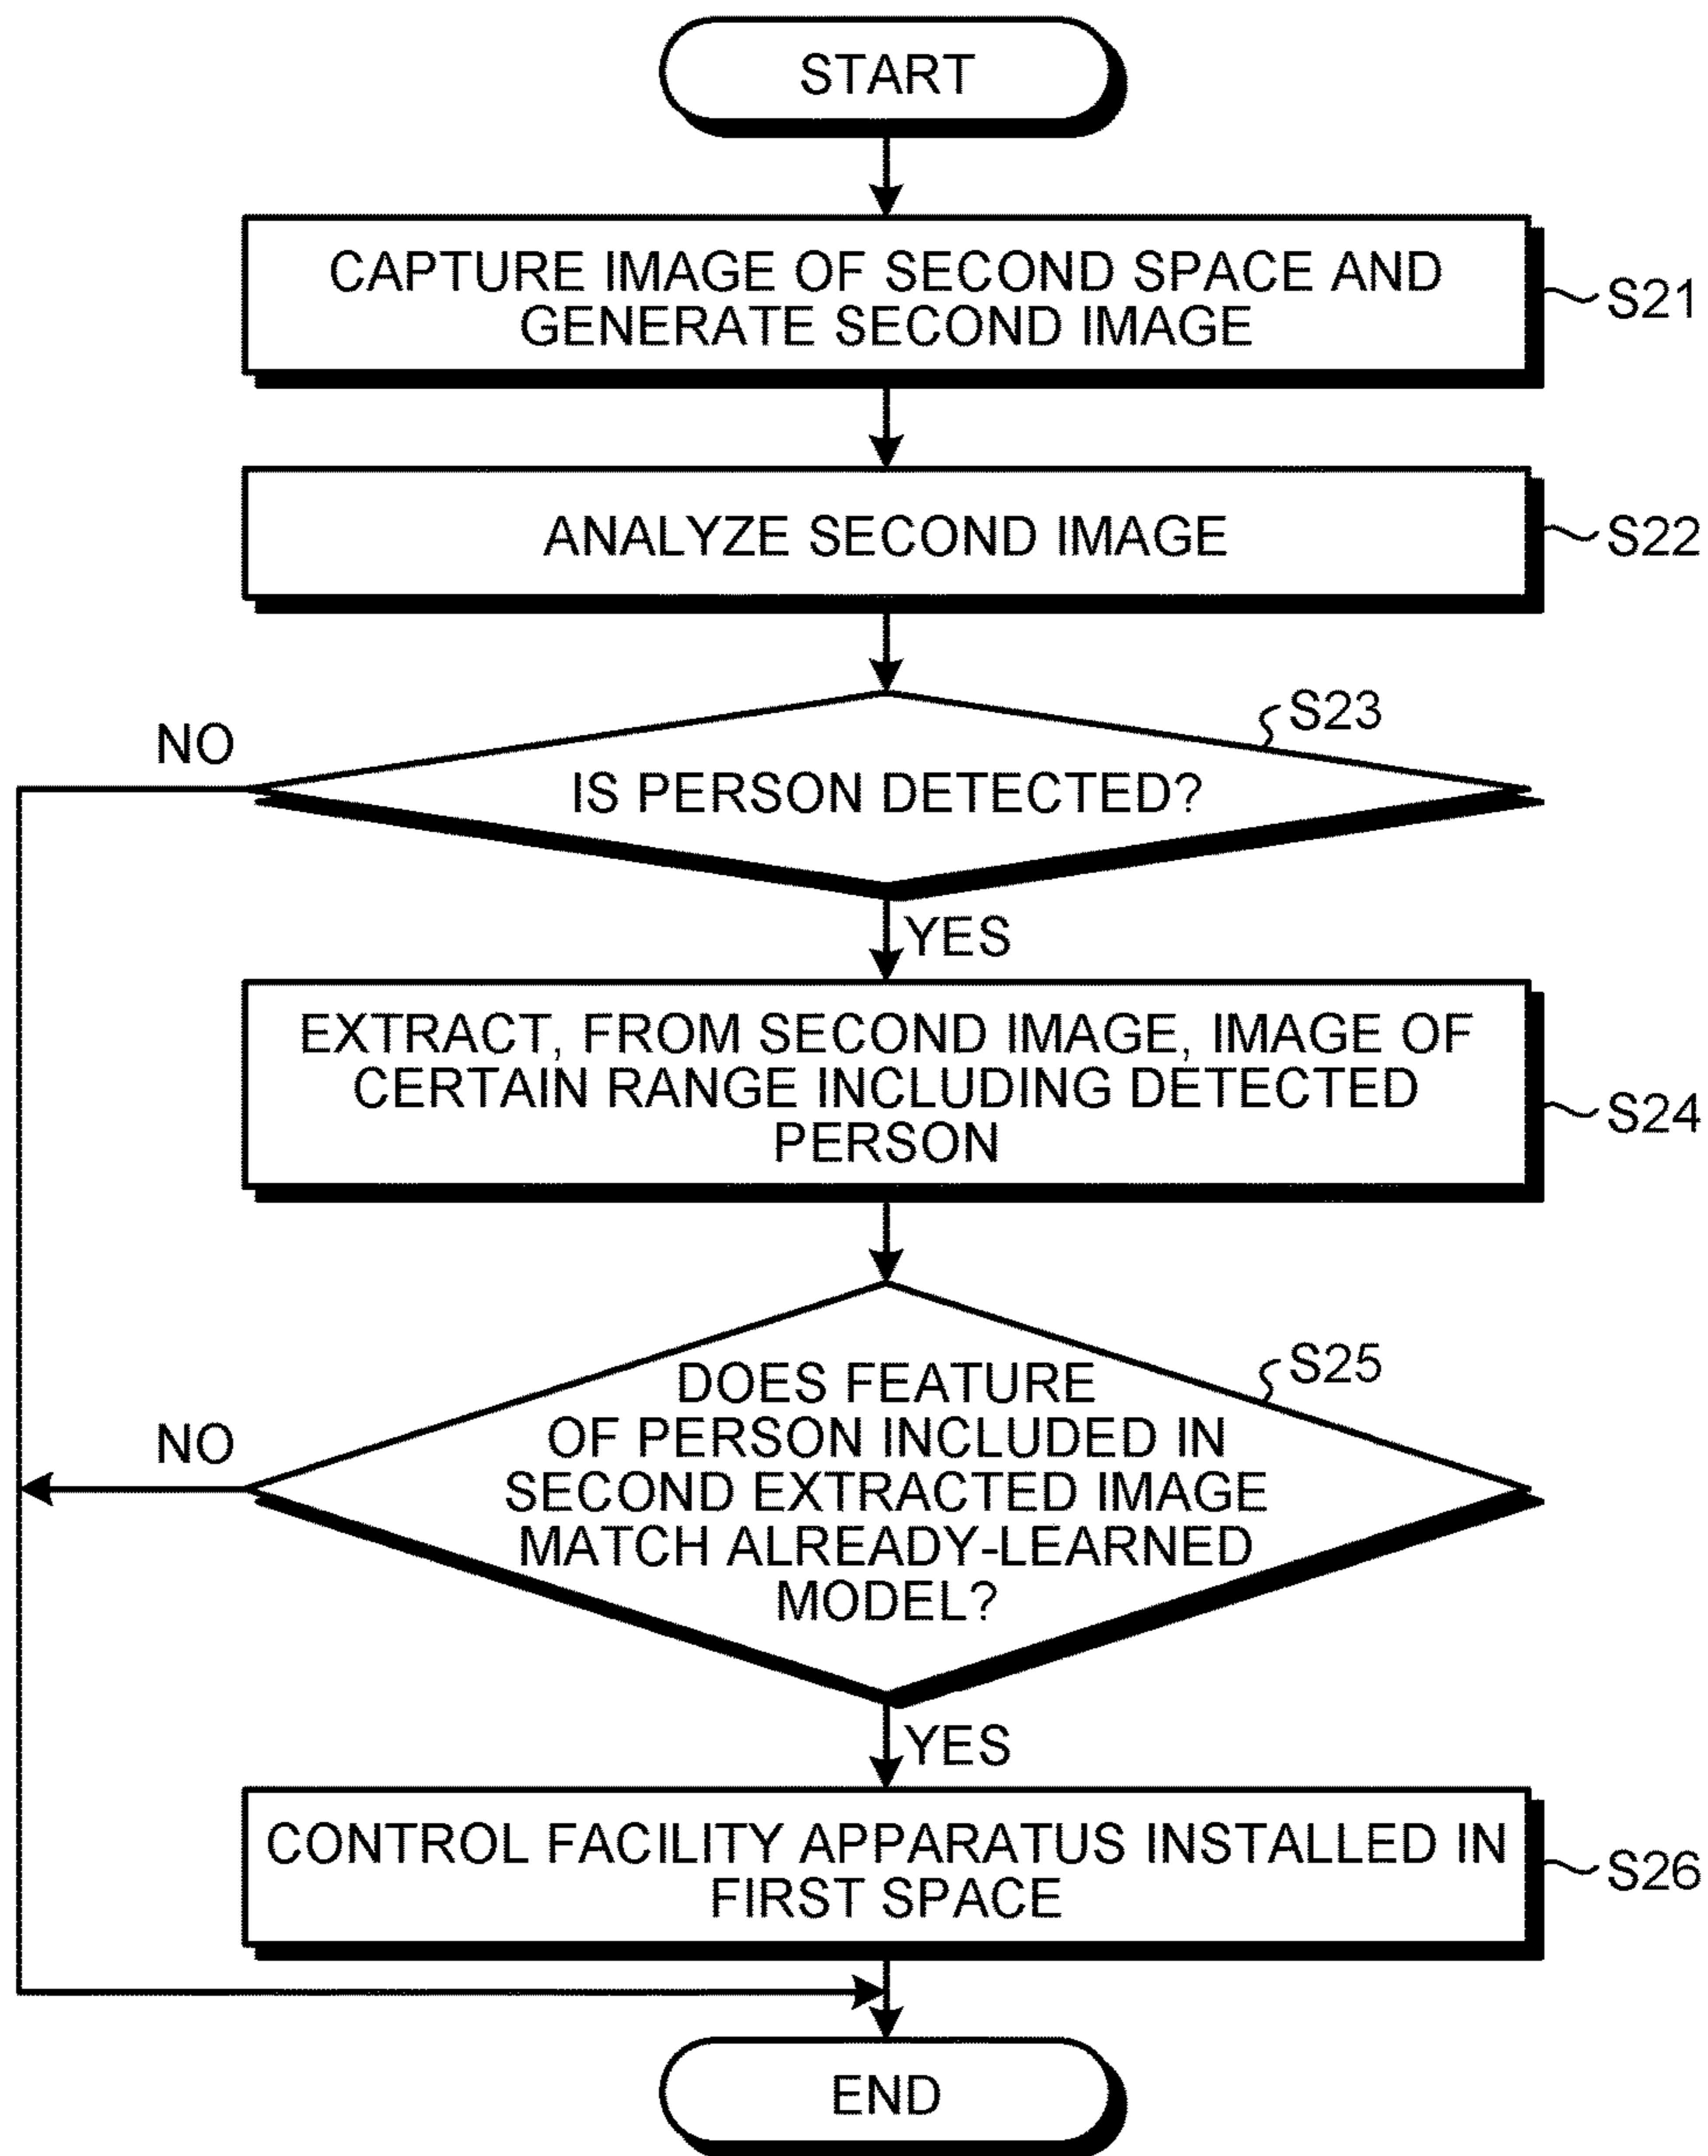 START
CAPTURE IMAGE OF SECOND SPACE AND
GENERATE SECOND IMAGE
S21
ANALYZE SECOND IMAGE
S22
S23
NO
IS PERSON DETECTED?
YES
EXTRACT, FROM SECOND IMAGE, IMAGE OF
CERTAIN RANGE INCLUDING DETECTED
PERSON
S24
S25
DOES FEATURE
OF PERSON INCLUDED IN
SECOND EXTRACTED IMAGE
MATCH ALREADY-LEARNED
MODEL?
NO
YES
CONTROL FACILITY APPARATUS INSTALLED IN
FIRST SPACE
S26
END